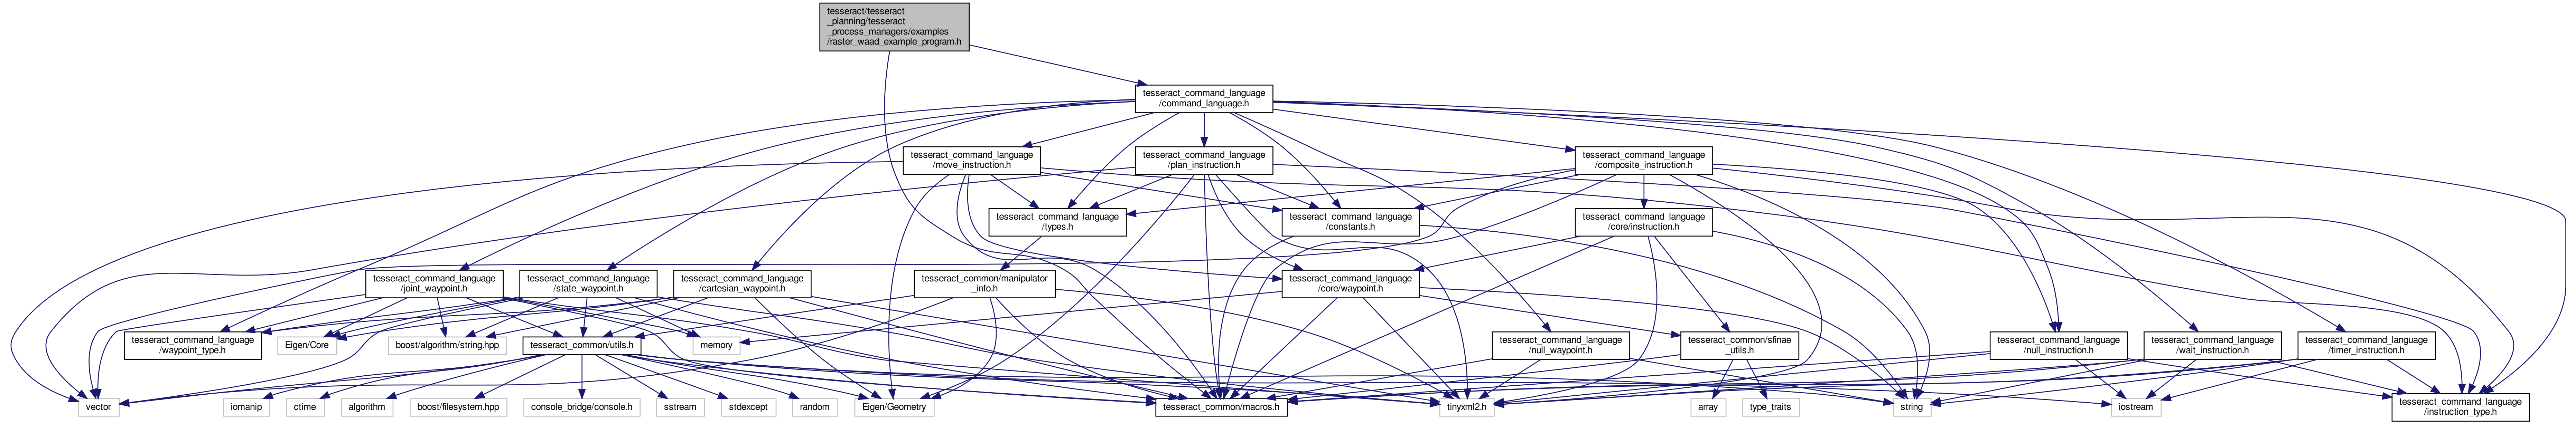 tesseract/tesseract
_planning/tesseract
_process_managers/examples
/raster_waad_example_program.h
tesseract_command_language
/command_language.h
tesseract_command_language
/move_instruction.h
tesseract_command_language
/plan_instruction.h
tesseract_command_language
/composite_instruction.h
tesseract_command_language
/types.h
tesseract_command_language
/constants.h
tesseract_command_language
/core/instruction.h
tesseract_command_language
/joint_waypoint.h
tesseract_command_language
/state_waypoint.h
tesseract_command_language
/cartesian_waypoint.h
tesseract_common/manipulator
_info.h
tesseract_command_language
/core/waypoint.h
tesseract_command_language
/waypoint_type.h
Eigen/Core
boost/algorithm/string.hpp
tesseract_common/utils.h
memory
tesseract_command_language
/null_waypoint.h
tesseract_common/sfinae
_utils.h
tesseract_command_language
/null_instruction.h
tesseract_command_language
/wait_instruction.h
tesseract_command_language
/timer_instruction.h
vector
iomanip
ctime
algorithm
boost/filesystem.hpp
console_bridge/console.h
sstream
stdexcept
random
Eigen/Geometry
tesseract_common/macros.h
tinyxml2.h
array
type_traits
string
iostream
tesseract_command_language
/instruction_type.h